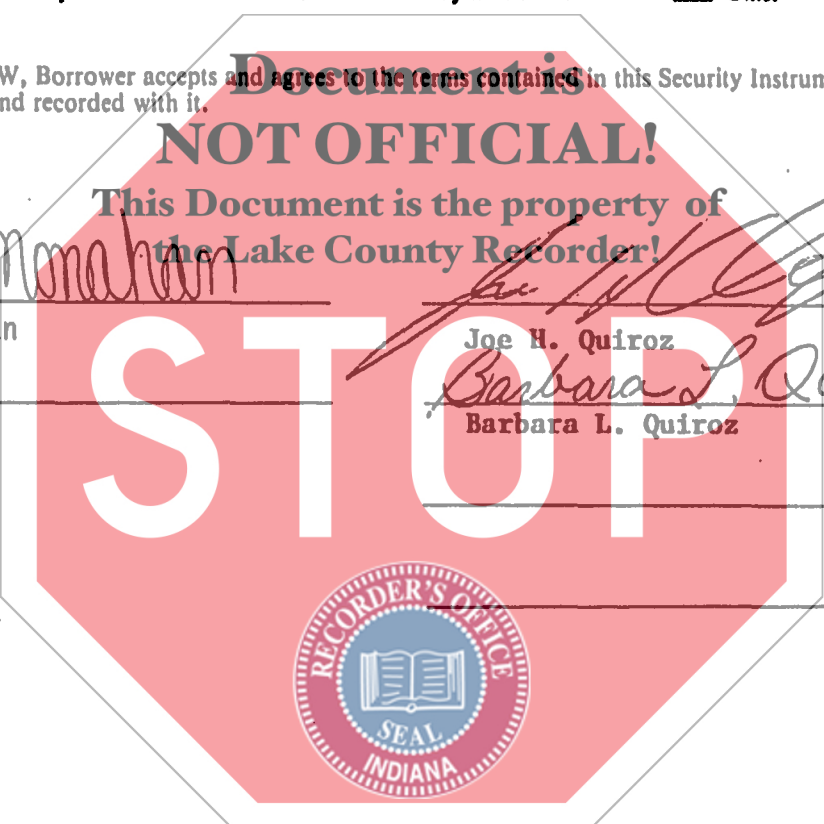 W, Borrower accepts and agrees to the terms contained in this Security Instrum
nd recorded with it.
Document is
NOT OFFICIAL!
This Document is the property of
the Lake County Recorder!
Monahan
n
Joe H. Quiroz
Barbara L. Q
Barbara L. Quiroz
STOP
RECORDER'S OFFICE
SEAL
INDIANA